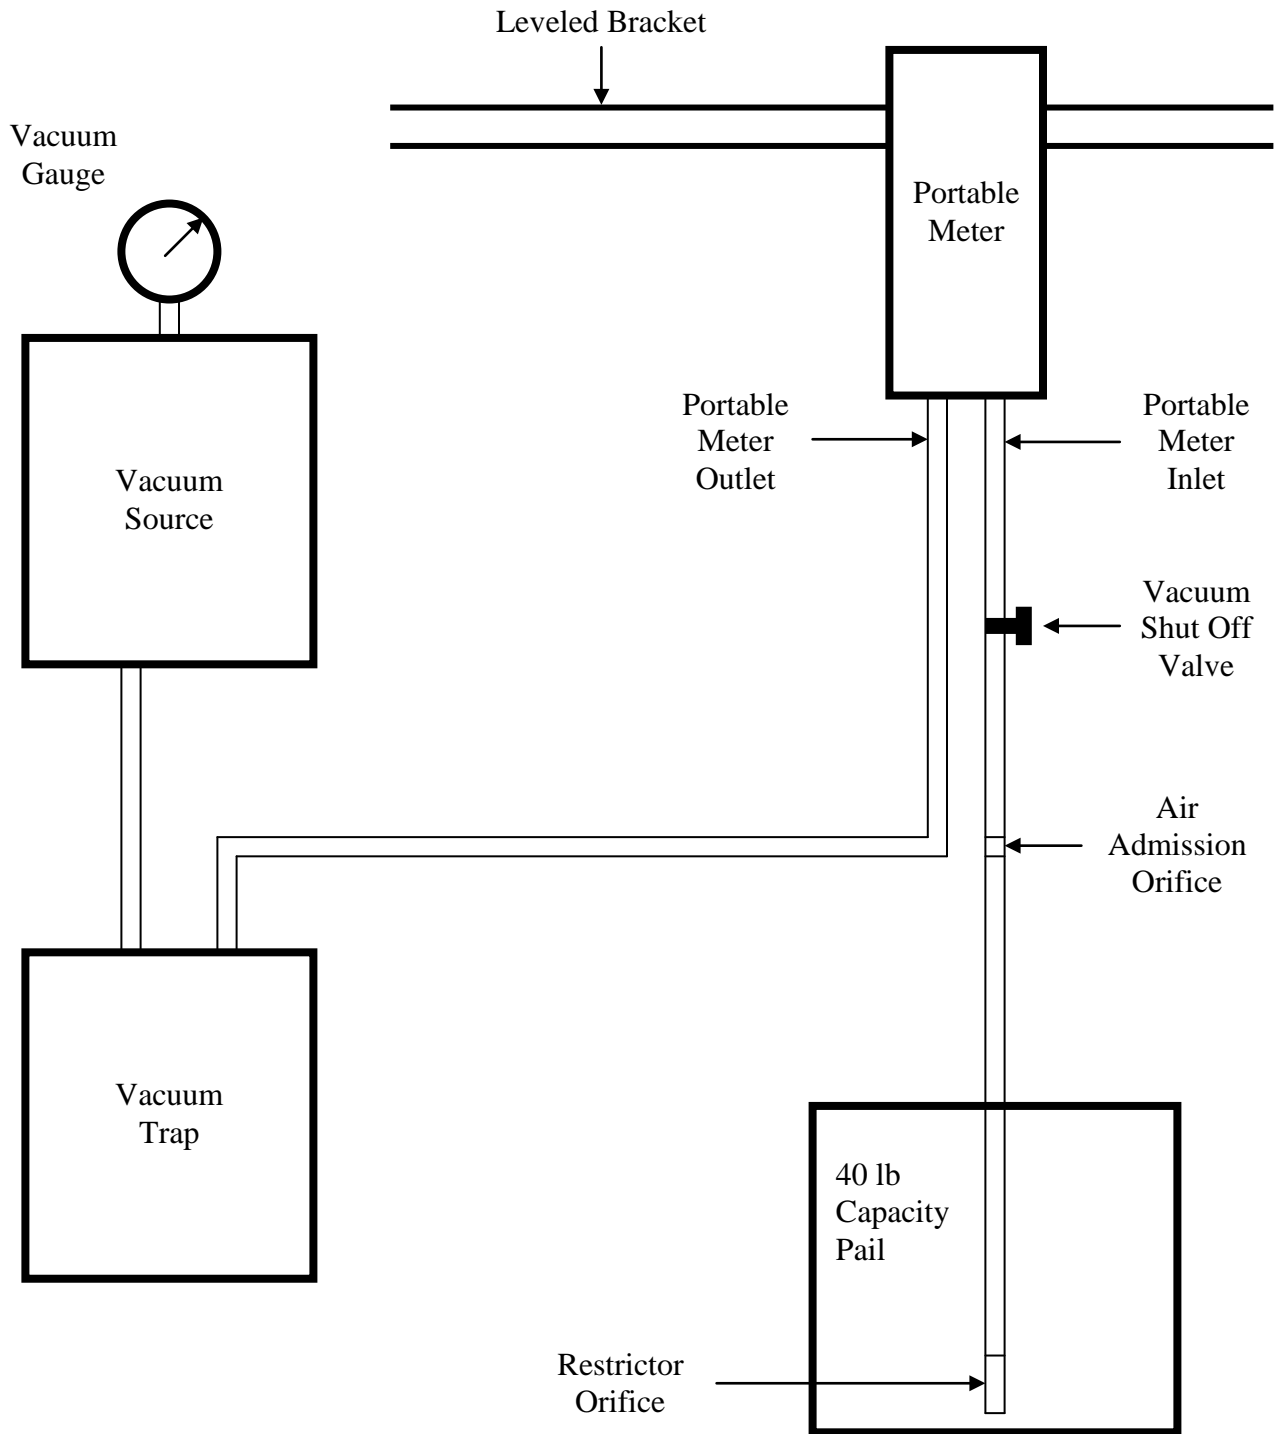 Leveled Bracket
Vacuum
Gauge
Portable
Meter
Portable
Meter
Outlet
Portable
Meter
Inlet
Vacuum
Source
Vacuum
Shut Off
Valve
Air
Admission
Orifice
Vacuum
Trap
40 lb
Capacity
Pail
Restrictor
Orifice